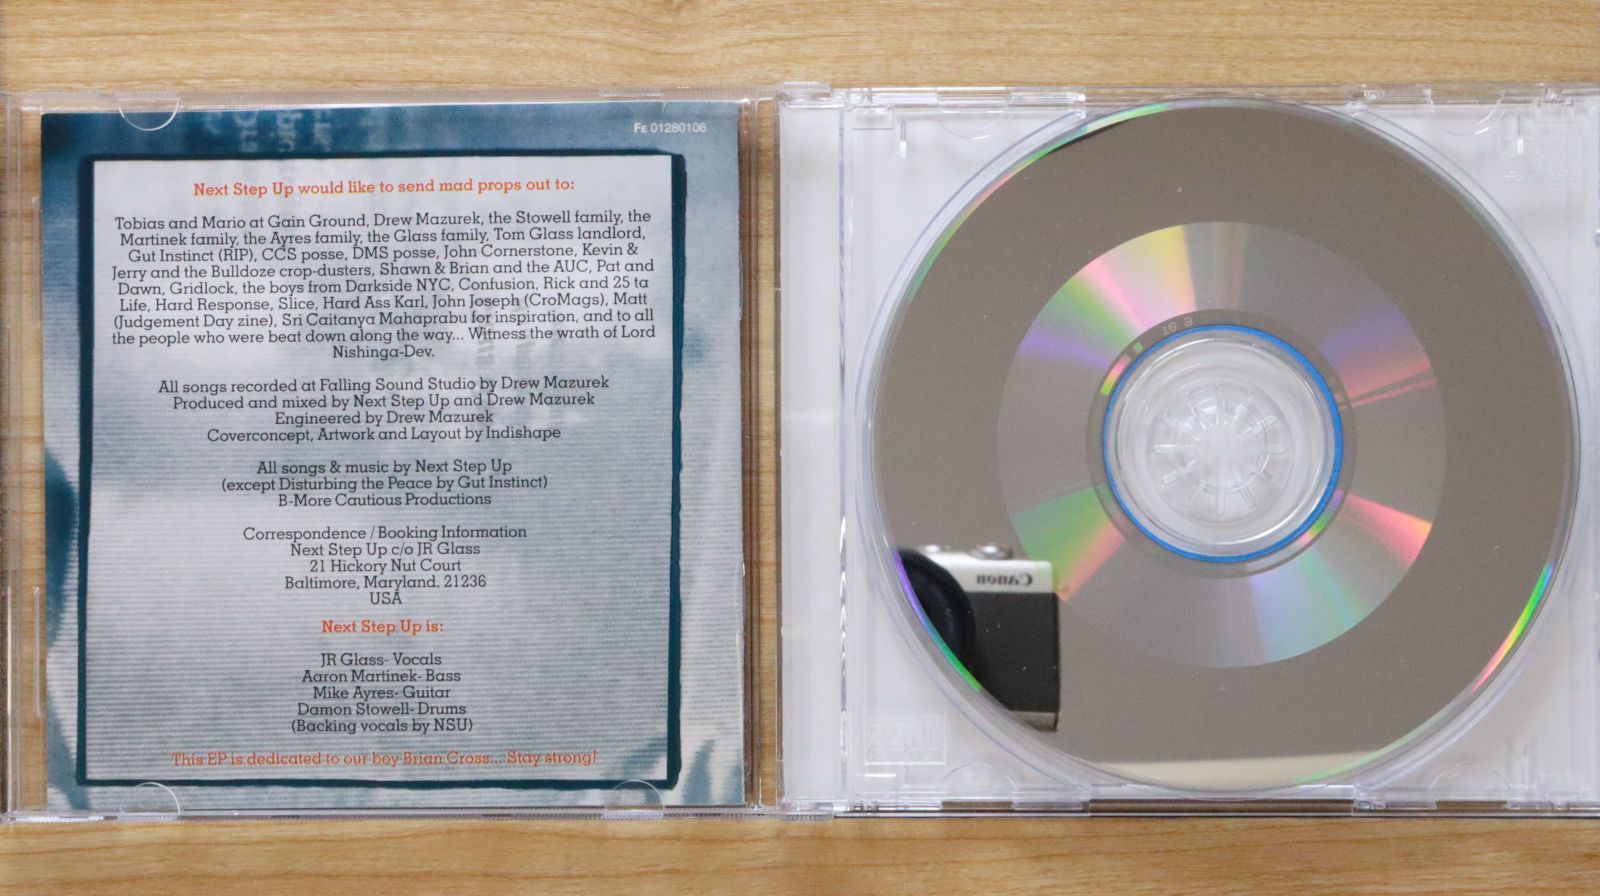 FE 01280106
Next Step Up would like to send mad props out to:
Tobias and Mario at Gain Ground, Drew Mazurek, the Stowell family, the
Martinek family, the Ayres family, the Glass family, Tom Glass landlord,
Gut Instinct (RIP), CCS posse, DMS posse, John Cornerstone, Kevin &
Jerry and the Bulldoze crop-dusters, Shawn & Brian and the AUC, Pat and
Dawn, Gridlock, the boys from Darkside NYC, Confusion, Rick and 25 ta
Life, Hard Response, Slice, Hard Ass Karl, John Joseph (CroMags), Matt
(Judgement Day zine), Sri Caitanya Mahaprabu for inspiration, and to all
the people who were beat down along the way... Witness the wrath of Lord
Nishinga-Dev.
All songs recorded at Falling Sound Studio by Drew Mazurek
Produced and mixed by Next Step Up and Drew Mazurek
Engineered by Drew Mazurek
Coverconcept, Artwork and Layout by Indishape
All songs & music by Next Step Up
(except Disturbing the Peace by Gut Instinct)
B-More Cautious Productions
Correspondence / Booking Information
Next Step Up c/o JR Glass
21 Hickory Nut Court
Baltimore, Maryland. 21236
USA
Next Step Up is:
JR Glass- Vocals
Aaron Martinek- Bass
Mike Ayres- Guitar
Damon Stowell- Drums
(Backing vocals by NSU)
This EP is dedicated to our boy Brian Cross... Stay strong!
Canon